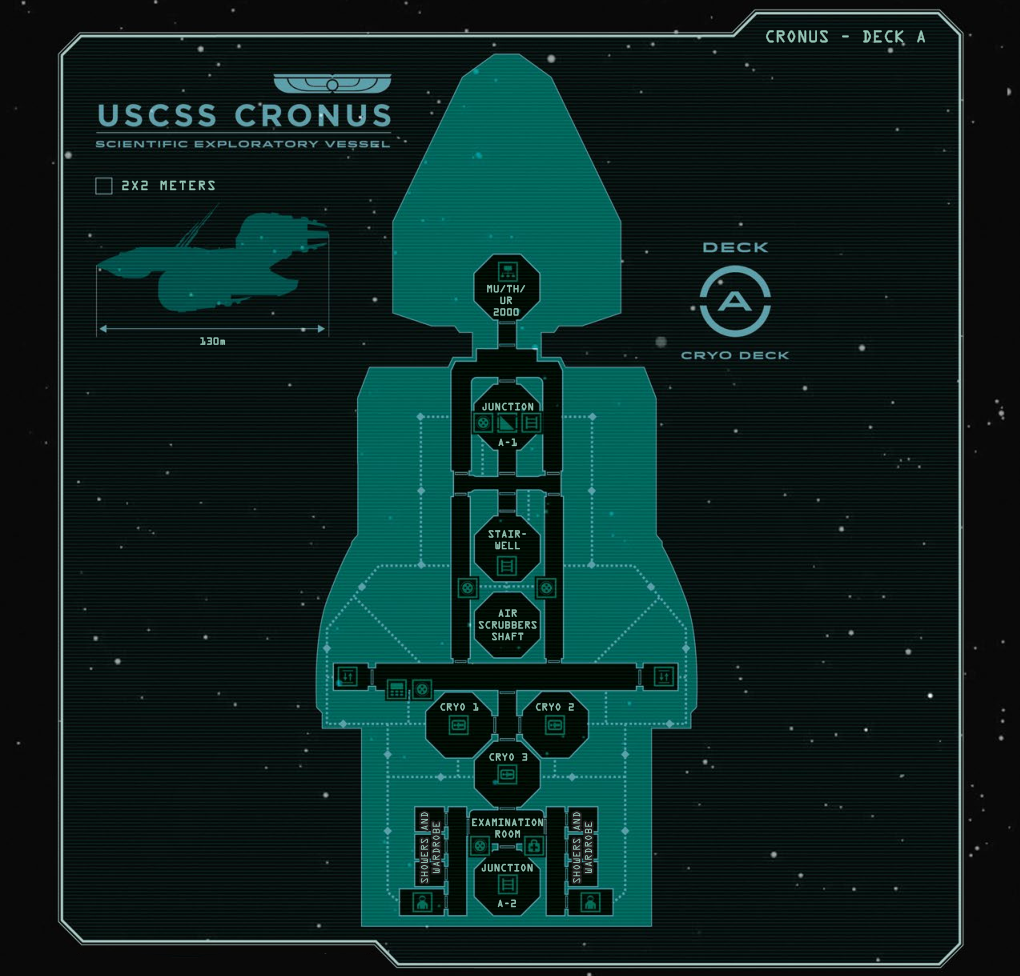 CRONUS - DECK A
USCSS CRONUS
SCIENTIFIC EXPLORATORY VESSEL
2X2 METERS
130m
DECK
A
CRYO DECK
MU/TH/
UR
2000
JUNCTION
A-1
STAIR-
WELL
AIR
SCRUBBERS
SHAFT
CRYO 1
CRYO 2
CRYO 3
SHOWERS AND
WARDROBE
EXAMINATION
ROOM
SHOWERS AND
WARDROBE
JUNCTION
A-2